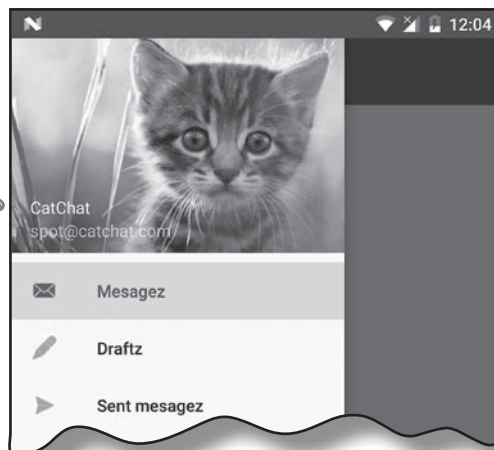 12:04
CatChat
spot@catchat.com
Mesagez
Draftz
Sent mesagez